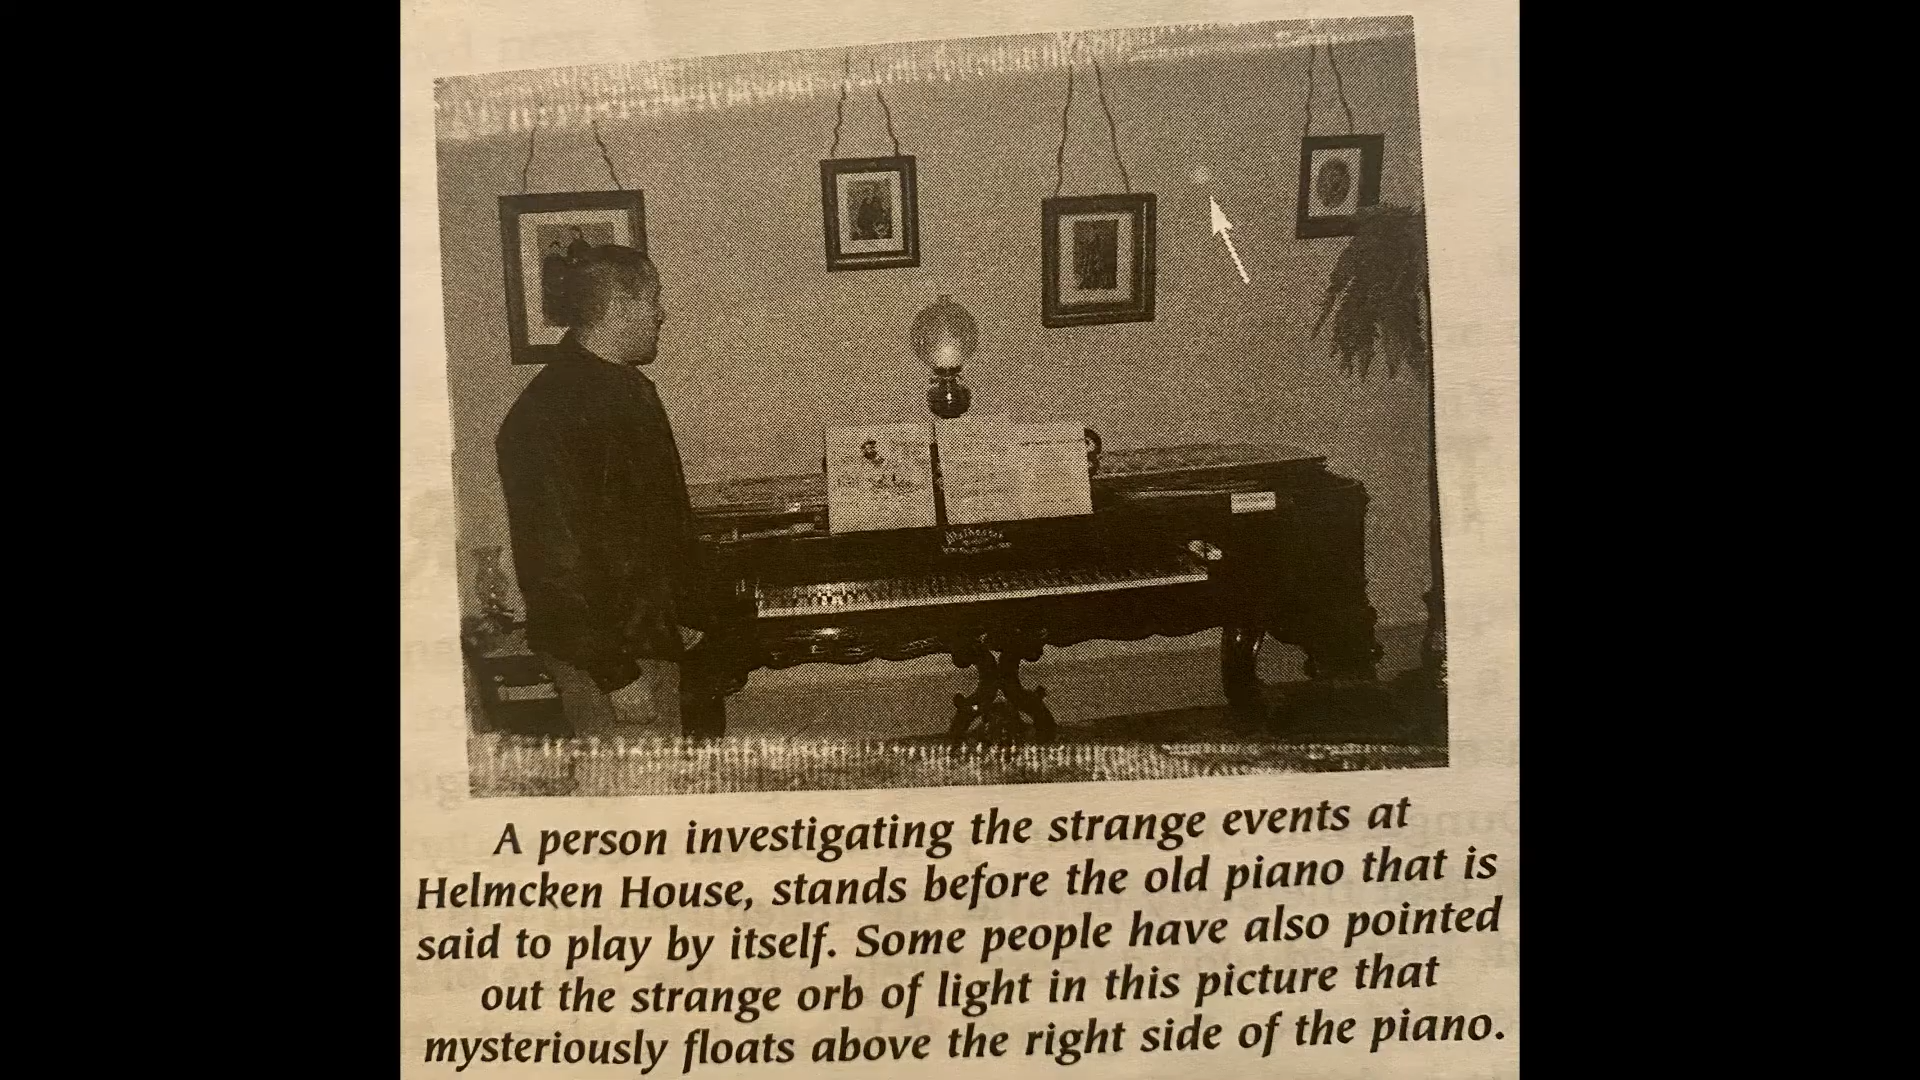 A person investigating the strange events at
Helmcken House, stands before the old piano that is
said to play by itself. Some people have also pointed
out the strange orb of light in this picture that
mysteriously floats above the right side of the piano.